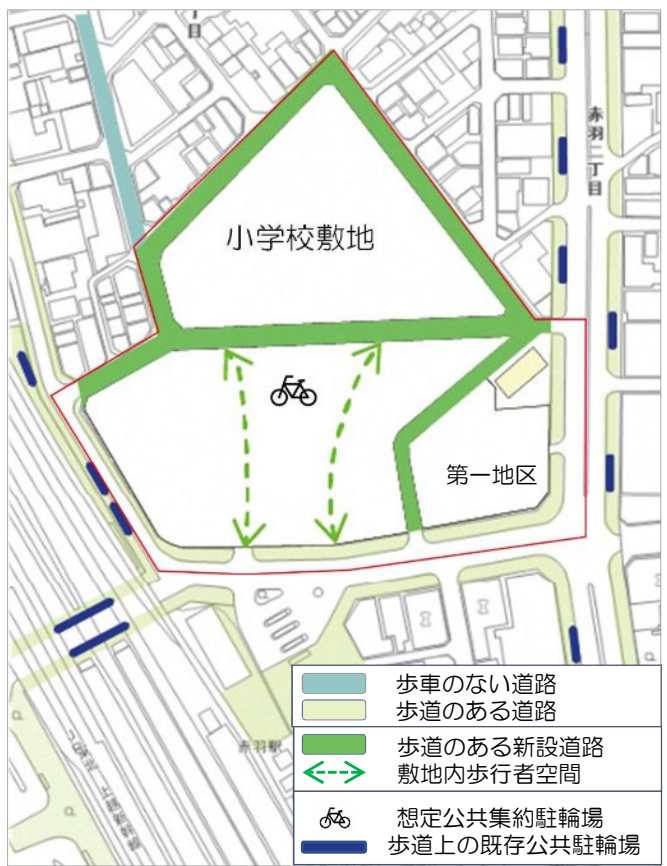 丁目
赤羽一丁目
小学校敷地
第一地区
赤羽駅
歩車のない道路
歩道のある道路
歩道のある新設道路
敷地内歩行者空間
想定公共集約駐輪場
歩道上の既存公共駐輪場